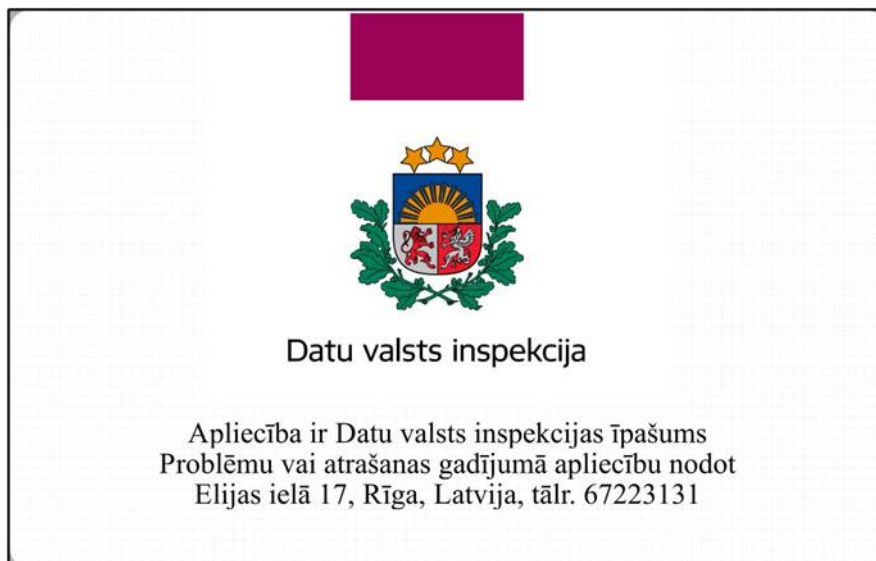 Datu valsts inspekcija
Apliecība ir Datu valsts inspekcijas īpašums
Problēmu vai atrašanas gadījumā apliecību nodot
Elijas ielā 17, Rīga, Latvija, tālr. 67223131